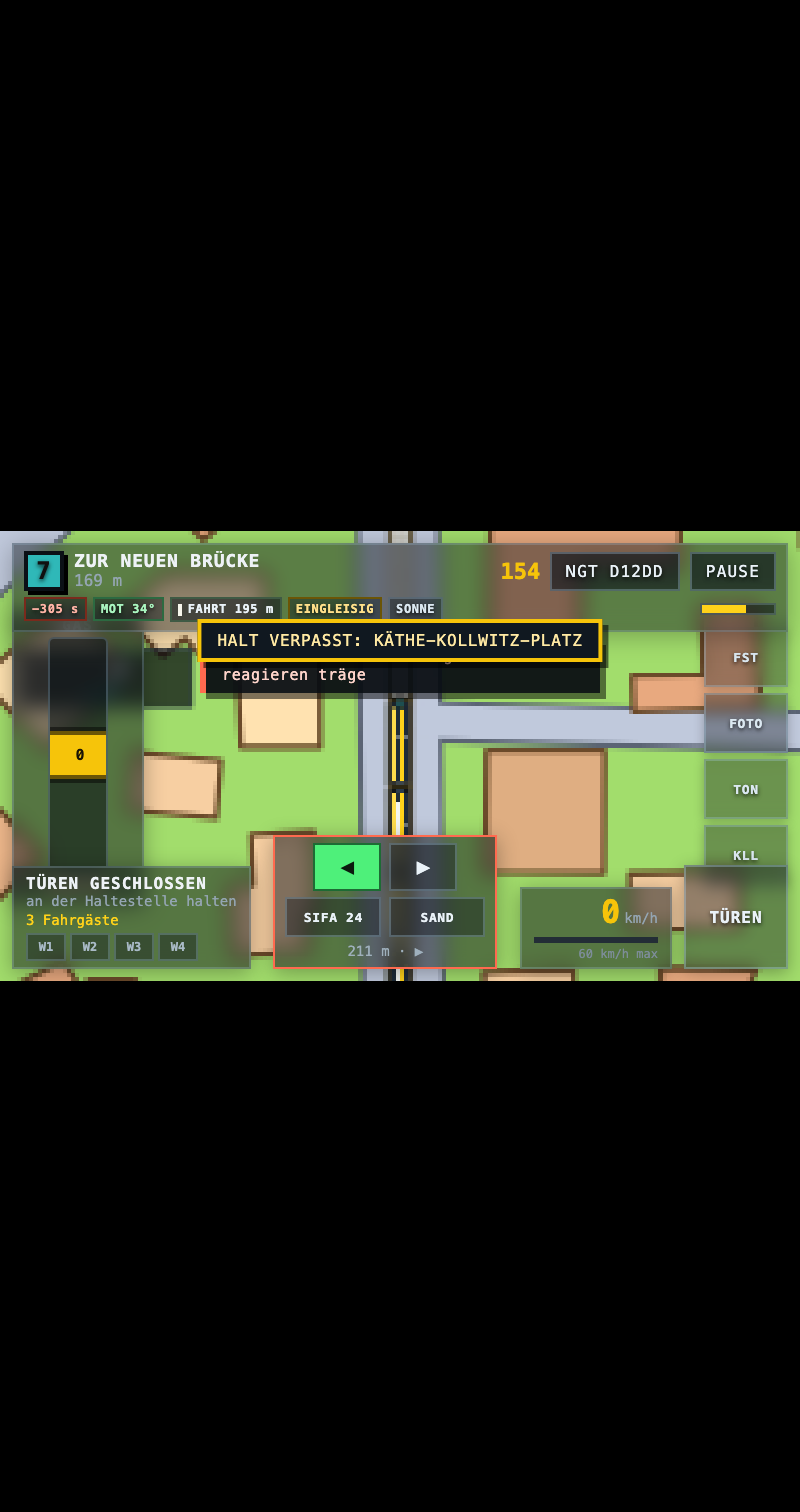 7
ZUR NEUEN BRÜCKE
169 m
154
NGT D12DD
PAUSE
−305 s
MOT 34°
FAHRT 195 m
EINGLEISIG
SONNE
HALT VERPASST: KÄTHE-KOLLWITZ-PLATZ
reagieren träge
FST
FOTO
TON
KLL
0
TÜREN GESCHLOSSEN
an der Haltestelle halten
3 Fahrgäste
W1
W2
W3
W4
◀
▶
SIFA 24
SAND
211 m · ▶
0 km/h
60 km/h max
TÜREN